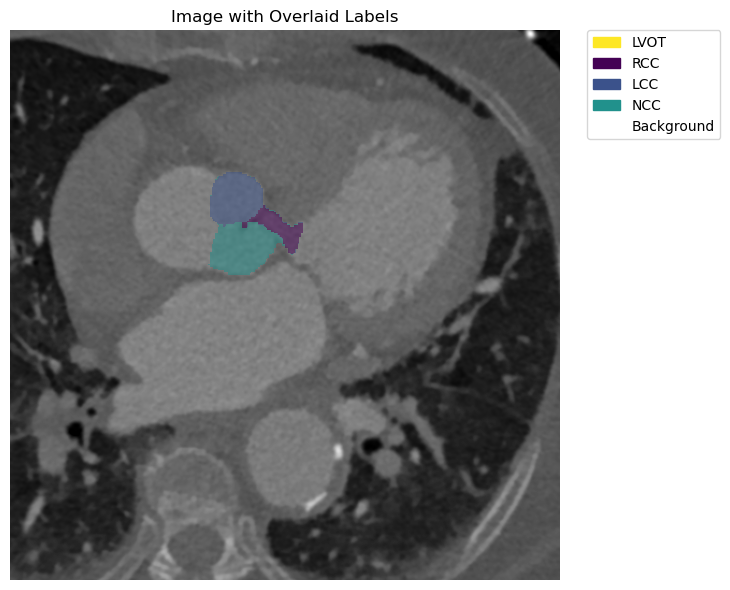 Image with Overlaid Labels
LVOT
RCC
LCC
NCC
Background